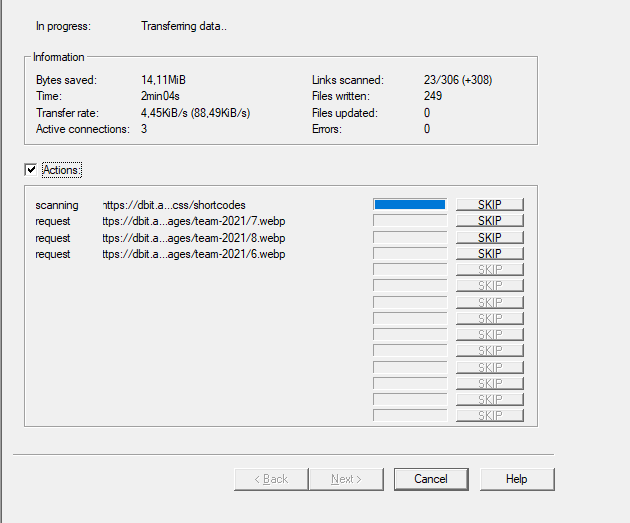 In progress: Transferring data..
Information
Bytes saved: 14,11MiB Links scanned: 23/306 (+308)
Time: 2min04s Files written: 249
Transfer rate: 4,45KiB/s (88,49KiB/s) Files updated: 0
Active connections: 3 Errors: 0
Actions:
scanning https://dbit.a...css/shortcodes SKIP
request ttps://dbit.a...ages/team-2021/7.webp SKIP
request ttps://dbit.a...ages/team-2021/8.webp SKIP
request ttps://dbit.a...ages/team-2021/6.webp SKIP
SKIP
SKIP
SKIP
SKIP
SKIP
SKIP
SKIP
SKIP
SKIP
SKIP
< Back Next > Cancel Help